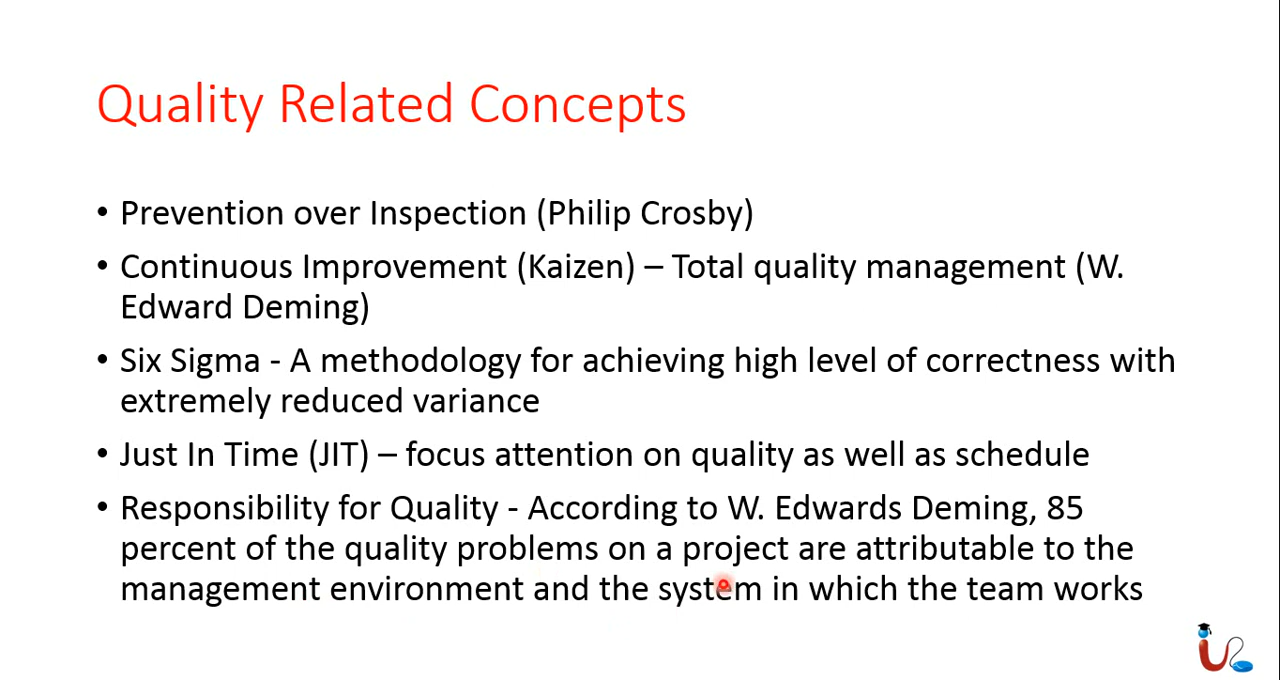 Quality Related Concepts
• Prevention over Inspection (Philip Crosby)
• Continuous Improvement (Kaizen) – Total quality management (W.
Edward Deming)
• Six Sigma - A methodology for achieving high level of correctness with
extremely reduced variance
• Just In Time (JIT) – focus attention on quality as well as schedule
• Responsibility for Quality - According to W. Edwards Deming, 85
percent of the quality problems on a project are attributable to the
management environment and the system in which the team works